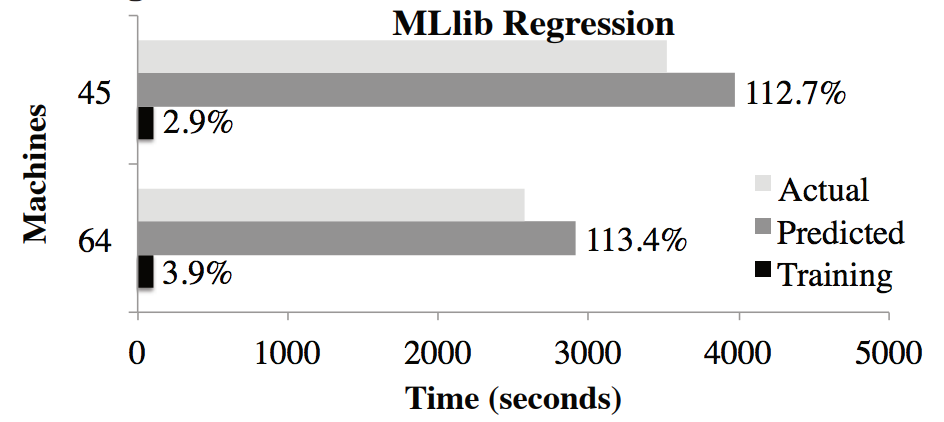 MLlib Regression
45
112.7%
2.9%
Machines
Actual
64
113.4%
Predicted
3.9%
Training
0 1000 2000 3000 4000 5000
Time (seconds)